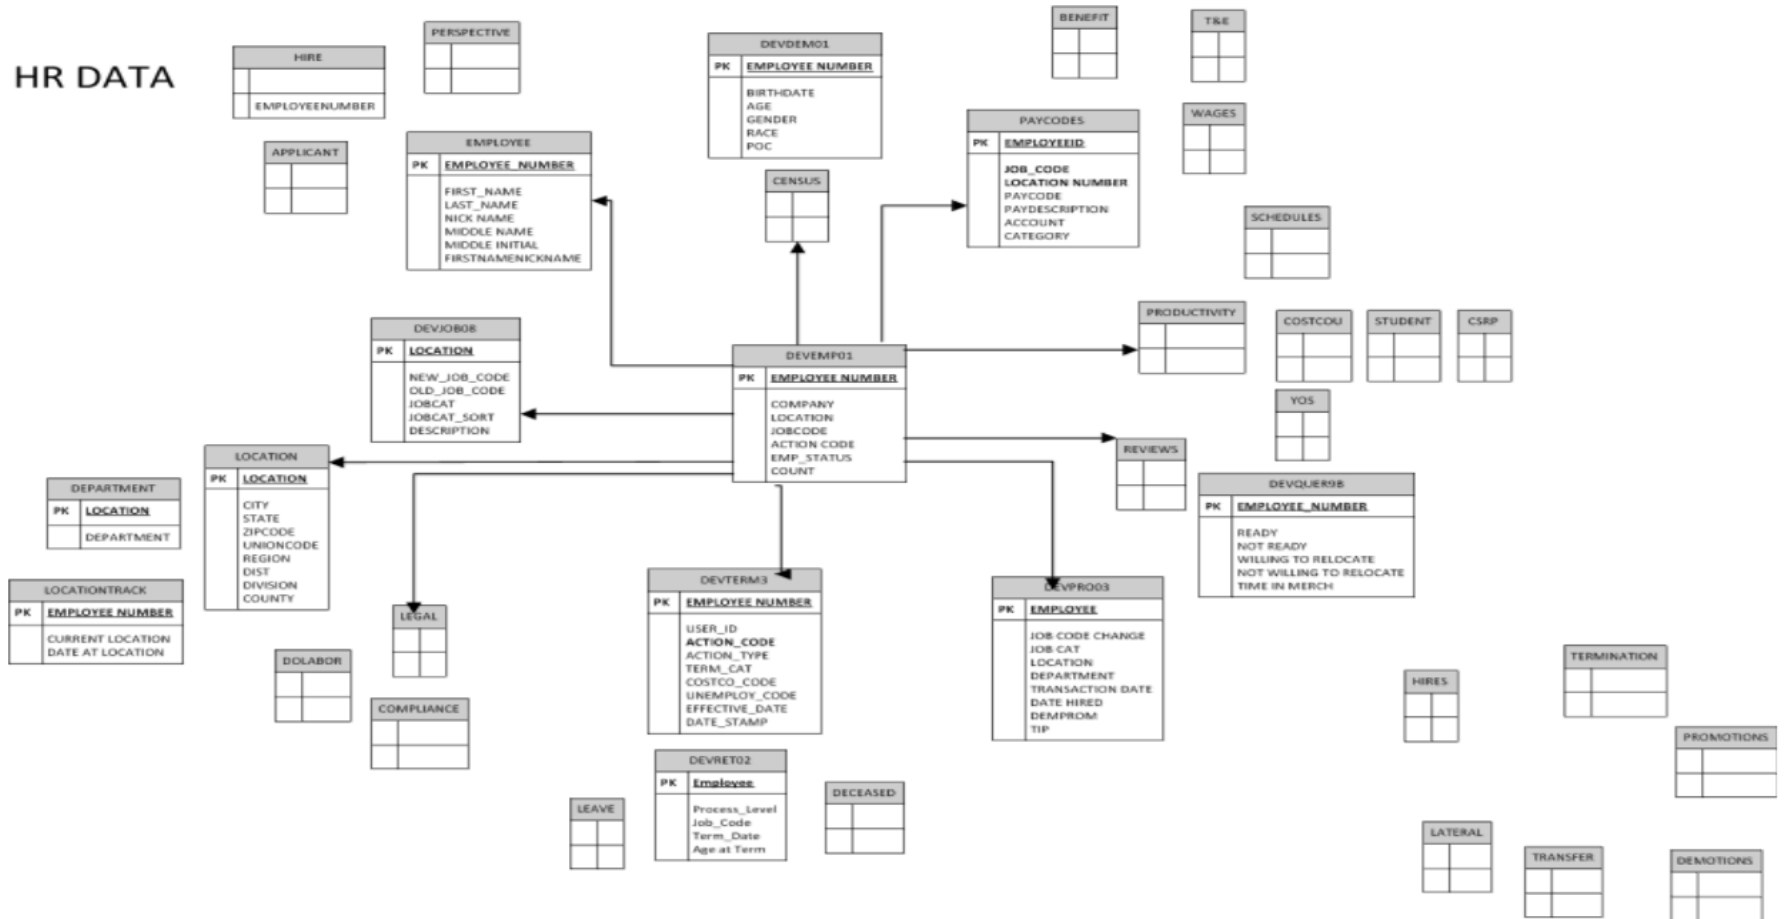 HR DATA
HIRE
EMPLOYEENUMBER
PERSPECTIVE
APPLICANT
EMPLOYEE
PK EMPLOYEE_NUMBER
FIRST_NAME
LAST_NAME
NICK NAME
MIDDLE NAME
MIDDLE INITIAL
FIRSTNAMENICKNAME
DEVDEM01
PK EMPLOYEE NUMBER
BIRTHDATE
AGE
GENDER
RACE
POC
CENSUS
BENEFIT
T&E
WAGES
PAYCODES
PK EMPLOYEEID
JOB_CODE
LOCATION NUMBER
PAYCODE
PAYDESCRIPTION
ACCOUNT
CATEGORY
SCHEDULES
DEVJOB08
PK LOCATION
NEW_JOB_CODE
OLD_JOB_CODE
JOBCAT
JOBCAT_SORT
DESCRIPTION
DEVEMP01
PK EMPLOYEE NUMBER
COMPANY
LOCATION
JOBCODE
ACTION CODE
EMP_STATUS
COUNT
PRODUCTIVITY
COSTCOU
STUDENT
CSRP
YOS
REVIEWS
DEVQUER9B
PK EMPLOYEE_NUMBER
READY
NOT READY
WILLING TO RELOCATE
NOT WILLING TO RELOCATE
TIME IN MERCH
LOCATION
PK LOCATION
CITY
STATE
ZIPCODE
UNIONCODE
REGION
DIST
DIVISION
COUNTY
DEPARTMENT
PK LOCATION
DEPARTMENT
LOCATIONTRACK
PK EMPLOYEE NUMBER
CURRENT LOCATION
DATE AT LOCATION
LEGAL
DOLABOR
COMPLIANCE
DEVTERM3
PK EMPLOYEE NUMBER
USER_ID
ACTION_CODE
ACTION_TYPE
TERM_CAT
COSTCO_CODE
UNEMPLOY_CODE
EFFECTIVE_DATE
DATE_STAMP
DEVPRO03
PK EMPLOYEE
JOB CODE CHANGE
JOB CAT
LOCATION
DEPARTMENT
TRANSACTION DATE
DATE HIRED
DEMPROM
TIP
DEVRET02
PK Employee
Process_Level
Job_Code
Term_Date
Age at Term
LEAVE
DECEASED
HIRES
TERMINATION
PROMOTIONS
LATERAL
TRANSFER
DEMOTIONS